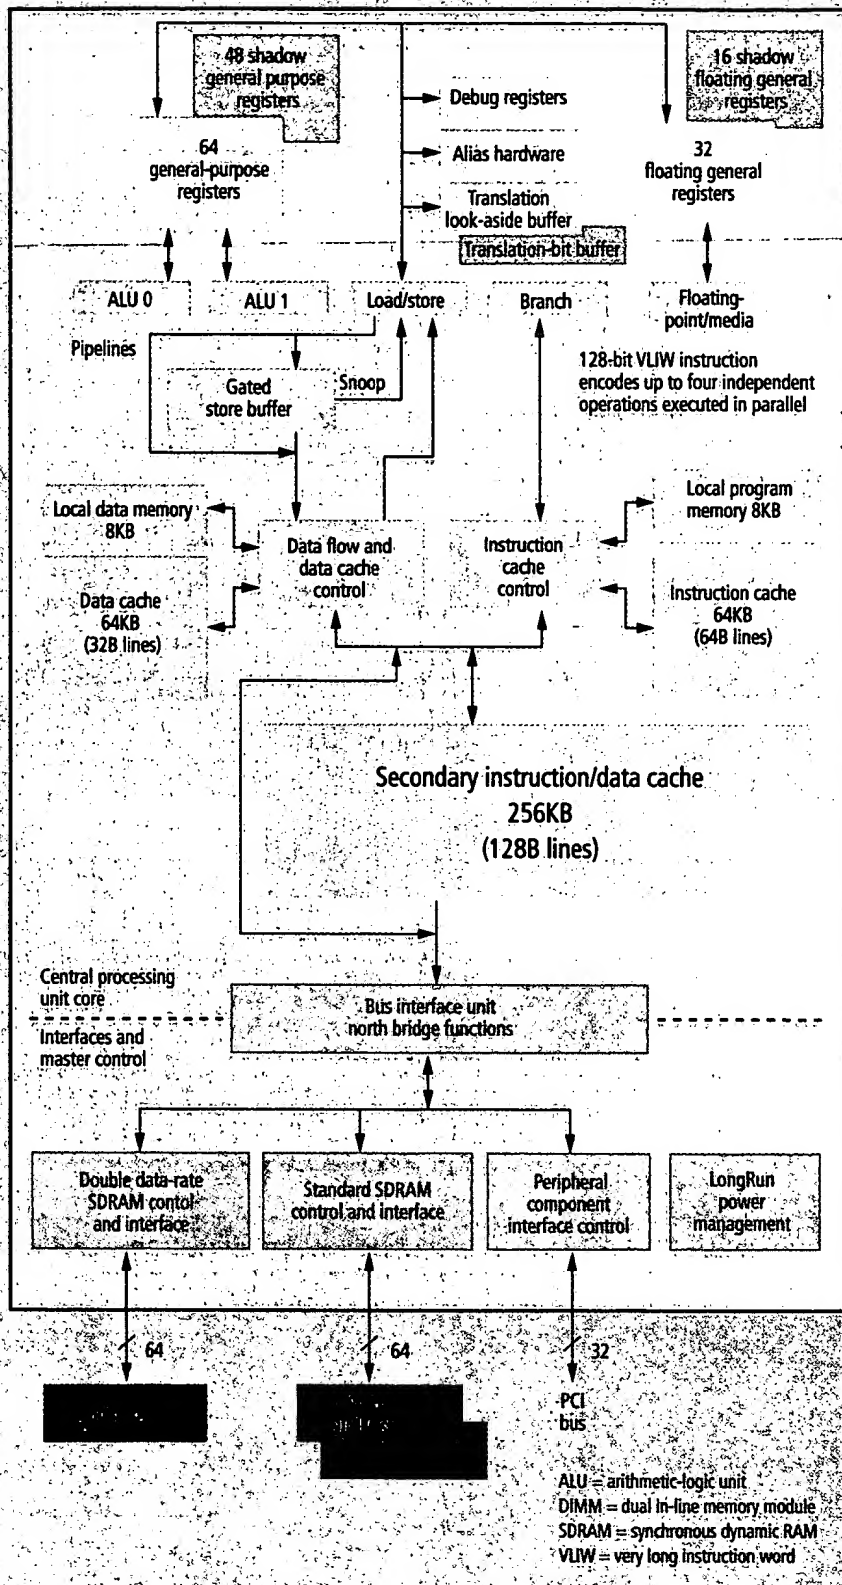 48 shadow
general purpose
registers
16 shadow
floating general
registers
64
general-purpose
registers
Debug registers
Alias hardware
Translation
look-aside buffer
Translation-bit buffer
32
floating general
registers
ALU 0
ALU 1
Load/store
Branch
Floating-
point/media
Pipelines
Gated
store buffer
Snoop
128-bit VLIW instruction
encodes up to four independent
operations executed in parallel
Local data memory
8KB
Data flow and
data cache
control
Instruction
cache
control
Local program
memory 8KB
Data cache
64KB
(32B lines)
Instruction cache
64KB
(64B lines)
Secondary instruction/data cache
256KB
(128B lines)
Central processing
unit core
Bus interface unit
north bridge functions
Interfaces and
master control
Double data-rate
SDRAM contol
and interface
Standard SDRAM
control and interface
Peripheral
component
interface control
LongRun
power
management
64
64
32
PCI
bus
ALU = arithmetic-logic unit
DIMM = dual in-line memory module
SDRAM = synchronous dynamic RAM
VLIW = very long instruction word